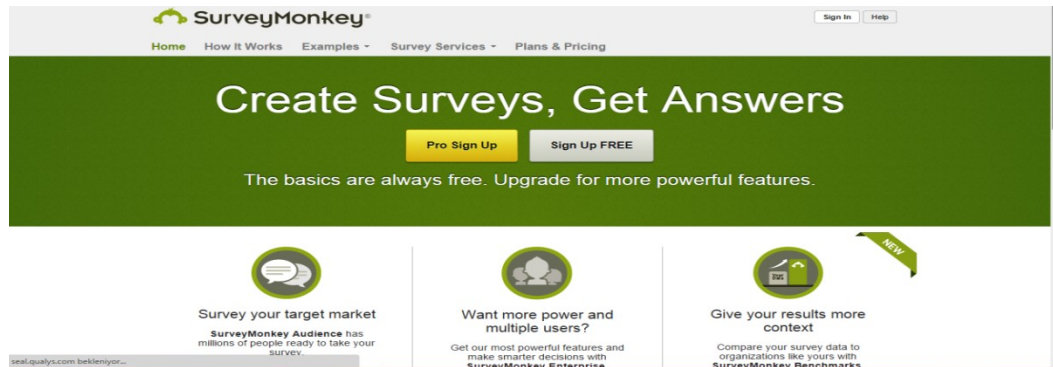 SurveyMonkey®
Sign In Help
Home How It Works Examples Survey Services Plans & Pricing
Create Surveys, Get Answers
Pro Sign Up Sign Up FREE
The basics are always free. Upgrade for more powerful features.
NEW
Survey your target market
SurveyMonkey Audience has
millions of people ready to take your
survey.
Want more power and
multiple users?
Get our most powerful features and
make smarter decisions with
SurveyMonkey Enterprise
Give your results more
context
Compare your survey data to
organizations like yours with
SurveyMonkey Benchmarks
seal.qualys.com bekleniyor...